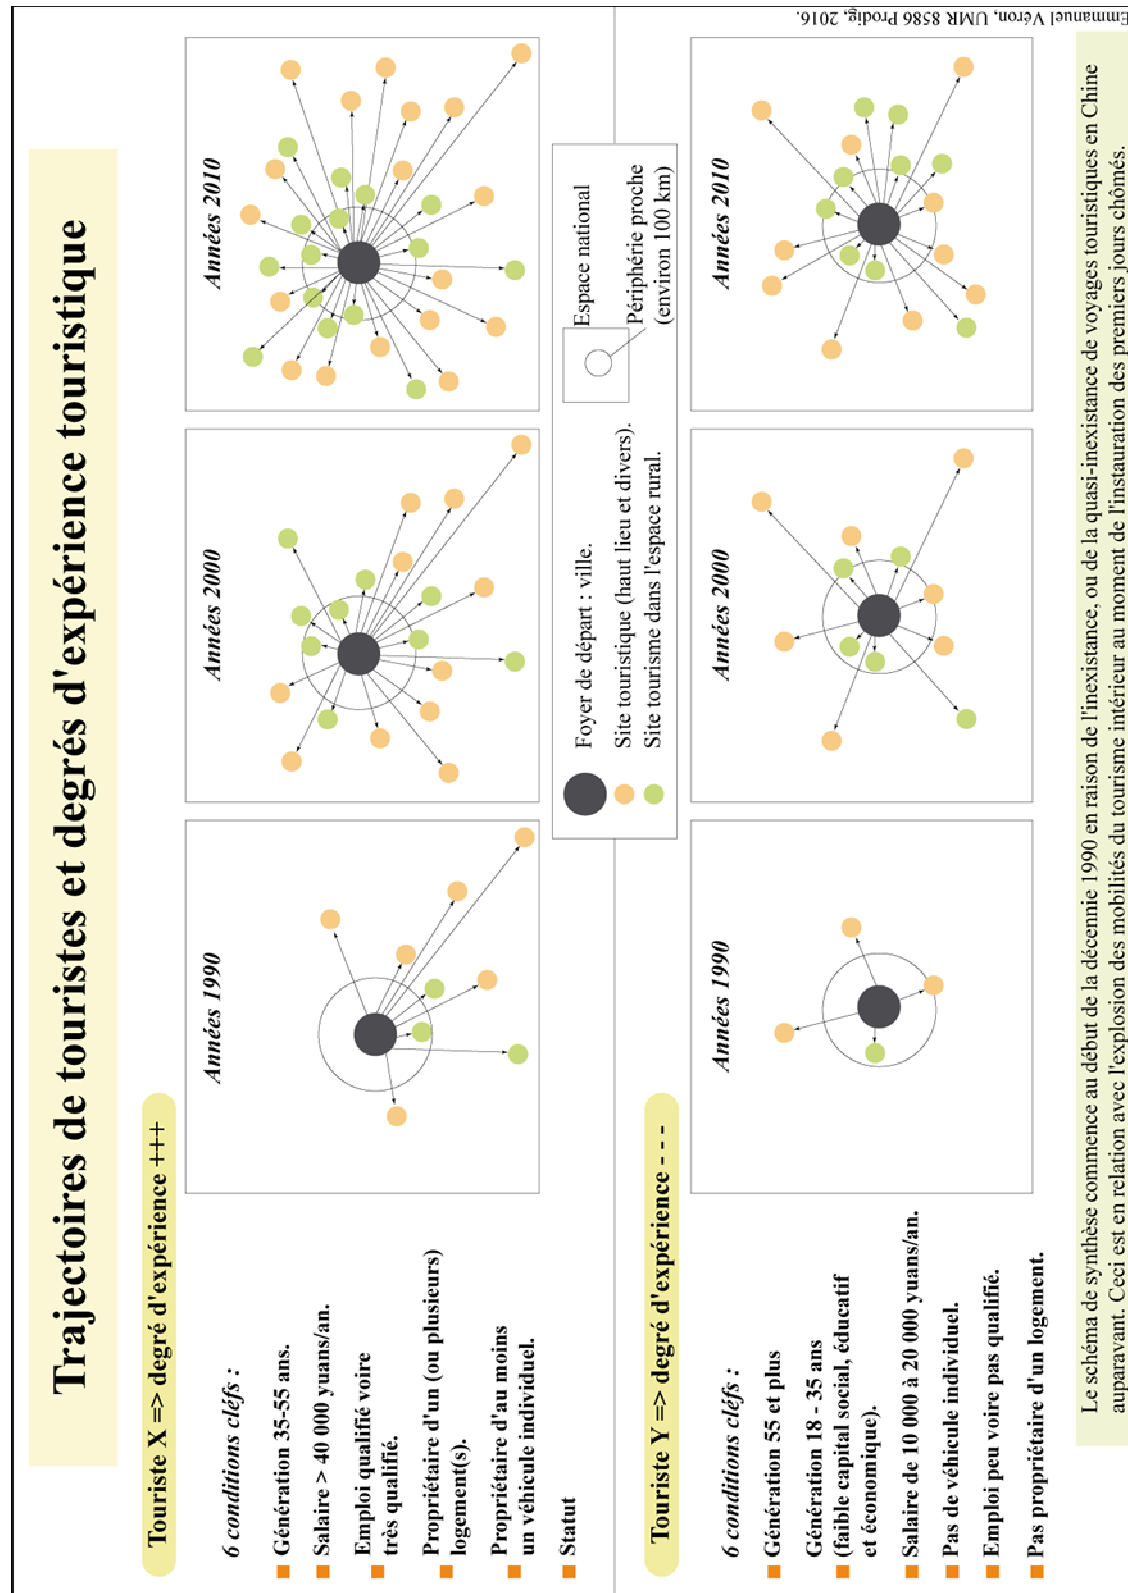 Trajectoires de touristes et degrés d'expérience touristique
Touriste X => degré d'expérience +++
6 conditions cléfs :
Génération 35-55 ans.
Salaire > 40 000 yuans/an.
Emploi qualifié voire
très qualifié.
Propriétaire d'un (ou plusieurs)
logement(s).
Propriétaire d'au moins
un véhicule individuel.
Statut
Années 1990
Années 2000
Années 2010
Foyer de départ : ville.
Site touristique (haut lieu et divers).
Site tourisme dans l'espace rural.
Espace national
Périphérie proche
(environ 100 km)
Touriste Y => degré d'expérience - - -
6 conditions cléfs :
Génération 55 et plus
Génération 18 - 35 ans
(faible capital social, éducatif
et économique).
Salaire de 10 000 à 20 000 yuans/an.
Pas de véhicule individuel.
Emploi peu voire pas qualifié.
Pas propriétaire d'un logement.
Années 1990
Années 2000
Années 2010
Le schéma de synthèse commence au début de la décennie 1990 en raison de l'inexistance, ou de la quasi-inexistance de voyages touristiques en Chine
auparavant. Ceci est en relation avec l'explosion des mobilités du tourisme intérieur au moment de l'instauration des premiers jours chômés.
Emmanuel Véron, UMR 8586 Prodig, 2016.